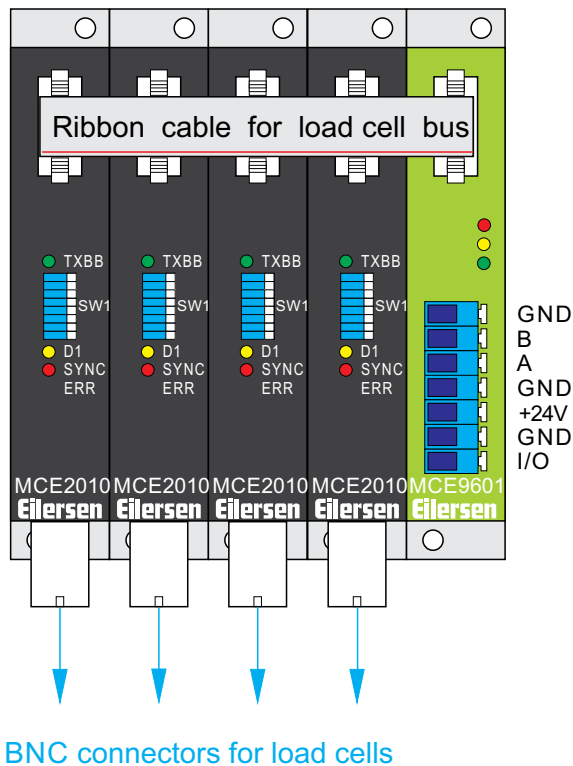 Ribbon cable for load cell bus
TXBB TXBB TXBB TXBB
SW1 SW1 SW1 SW1
D1 D1 D1 D1
SYNC SYNC SYNC SYNC
ERR ERR ERR ERR
GND
B
A
GND
+24V
GND
I/O
MCE2010 MCE2010 MCE2010 MCE2010 MCE9601
Eilersen Eilersen Eilersen Eilersen Eilersen
BNC connectors for load cells